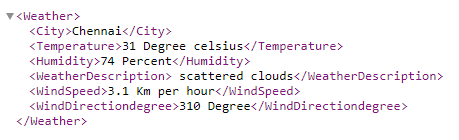 <Weather>
<City>Chennai</City>
<Temperature>31 Degree celsius</Temperature>
<Humidity>74 Percent</Humidity>
<WeatherDescription> scattered clouds</WeatherDescription>
<WindSpeed>3.1 Km per hour</WindSpeed>
<WindDirectiondegree>310 Degree</WindDirectiondegree>
</Weather>